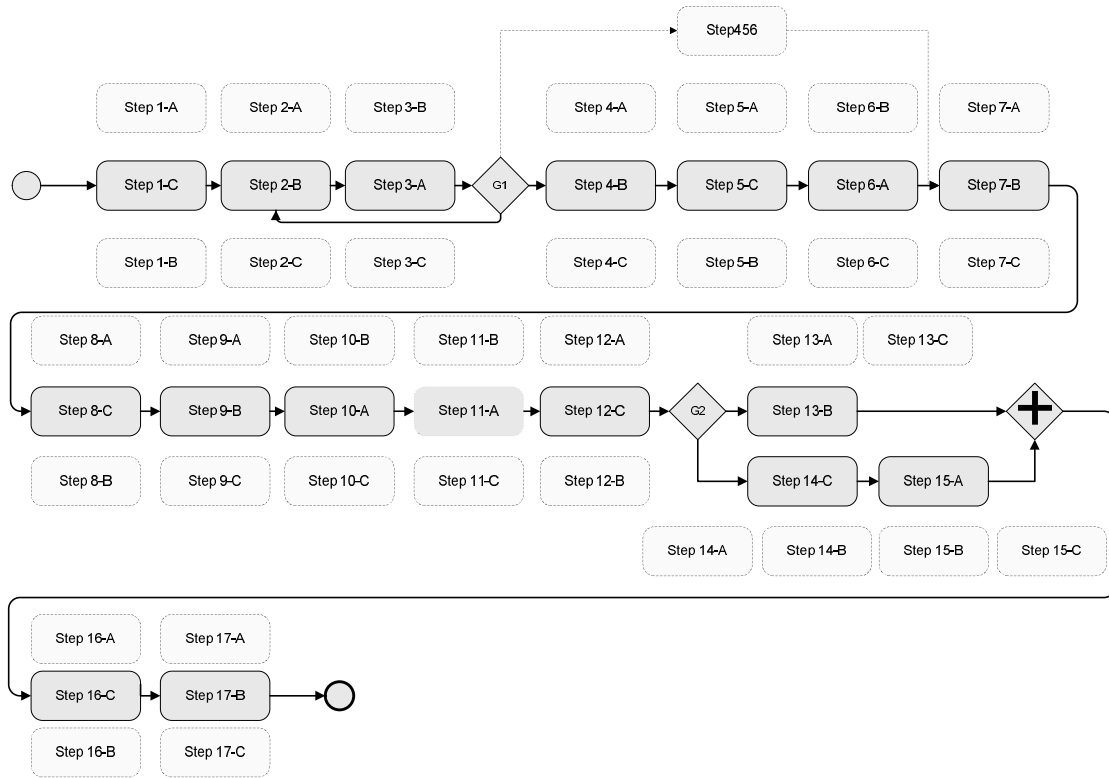 Step456
Step 1-A
Step 2-A
Step 3-B
Step 4-A
Step 5-A
Step 6-B
Step 7-A
Step 1-C
Step 2-B
Step 3-A
G1
Step 4-B
Step 5-C
Step 6-A
Step 7-B
Step 1-B
Step 2-C
Step 3-C
Step 4-C
Step 5-B
Step 6-C
Step 7-C
Step 8-A
Step 9-A
Step 10-B
Step 11-B
Step 12-A
Step 13-A
Step 13-C
Step 8-C
Step 9-B
Step 10-A
Step 11-A
Step 12-C
G2
Step 13-B
Step 8-B
Step 9-C
Step 10-C
Step 11-C
Step 12-B
Step 14-C
Step 15-A
Step 14-A
Step 14-B
Step 15-B
Step 15-C
Step 16-A
Step 17-A
Step 16-C
Step 17-B
Step 16-B
Step 17-C